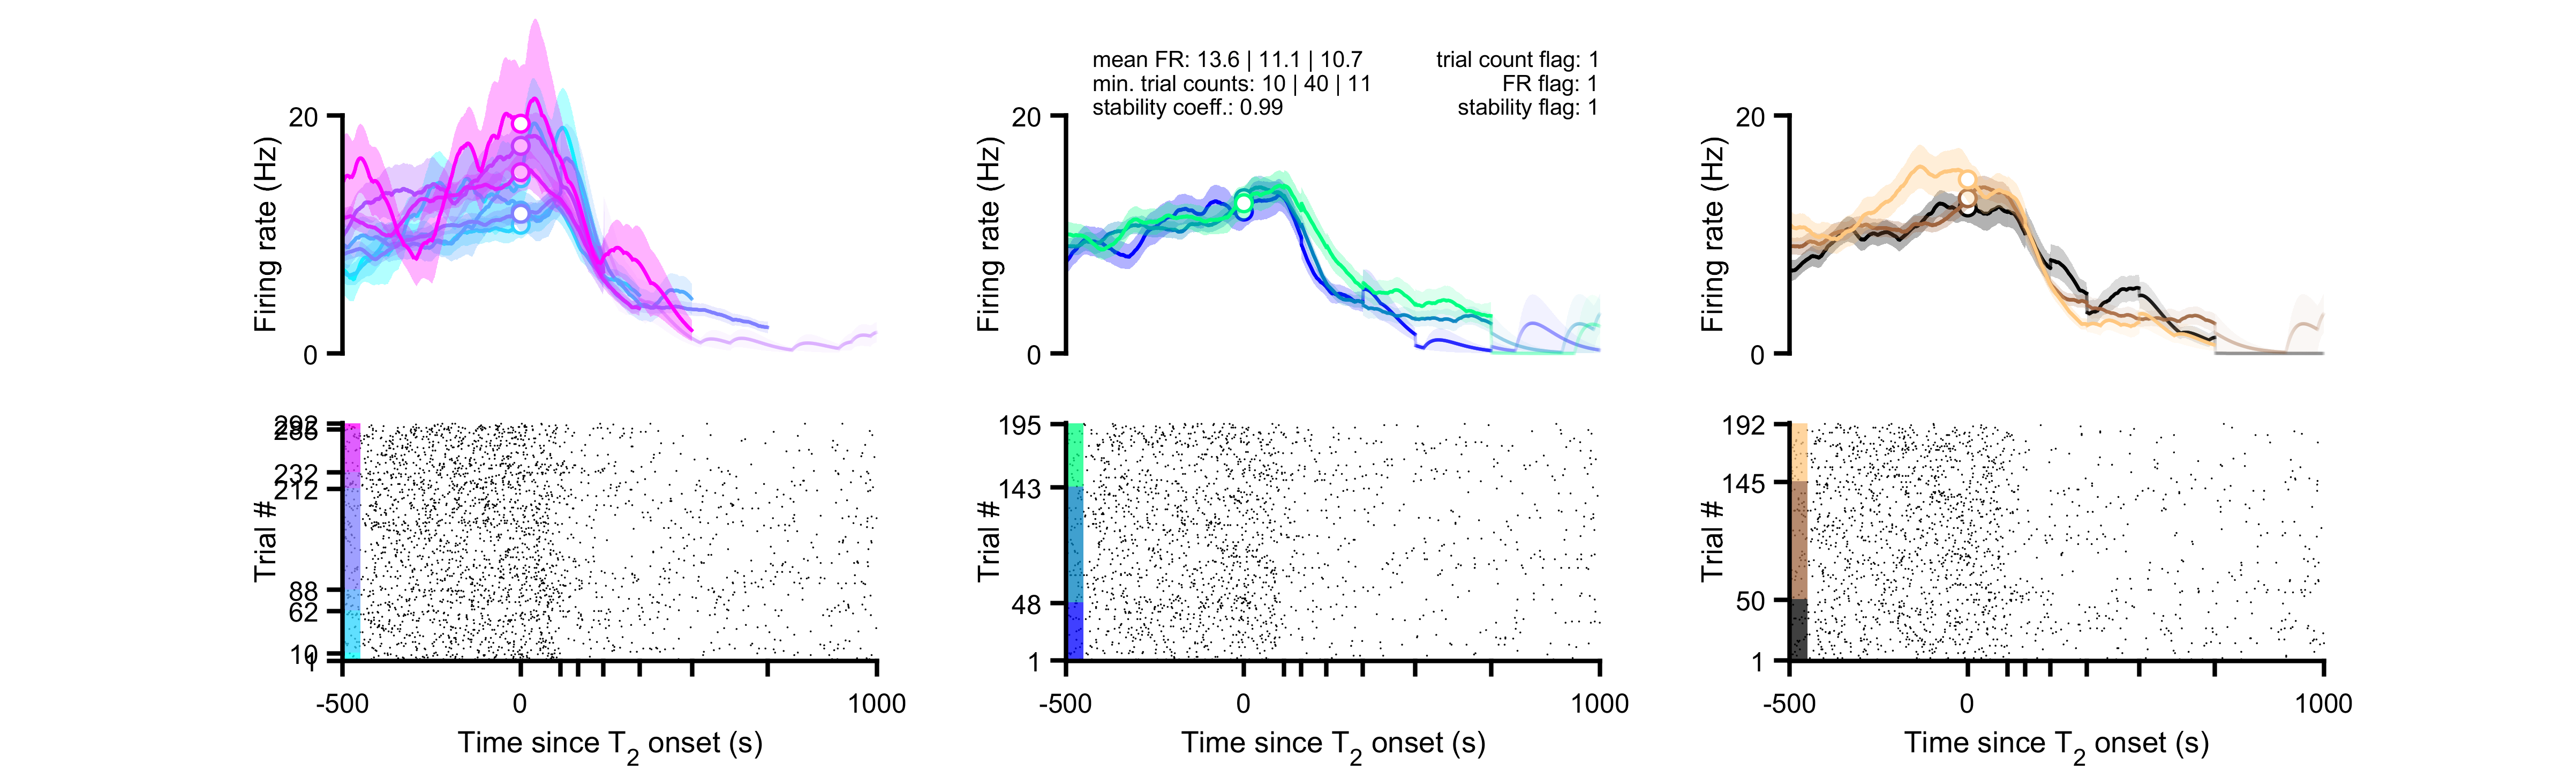 mean FR: 13.6 | 11.1 | 10.7
min. trial counts: 10 | 40 | 11
stability coeff.: 0.99
trial count flag: 1
FR flag: 1
stability flag: 1
20
0
Firing rate (Hz)
20
0
Firing rate (Hz)
20
0
Firing rate (Hz)
232
212
88
62
10
1
Trial #
-500
0
1000
Time since T2 onset (s)
195
143
48
1
Trial #
-500
0
1000
Time since T2 onset (s)
192
145
50
1
Trial #
-500
0
1000
Time since T2 onset (s)